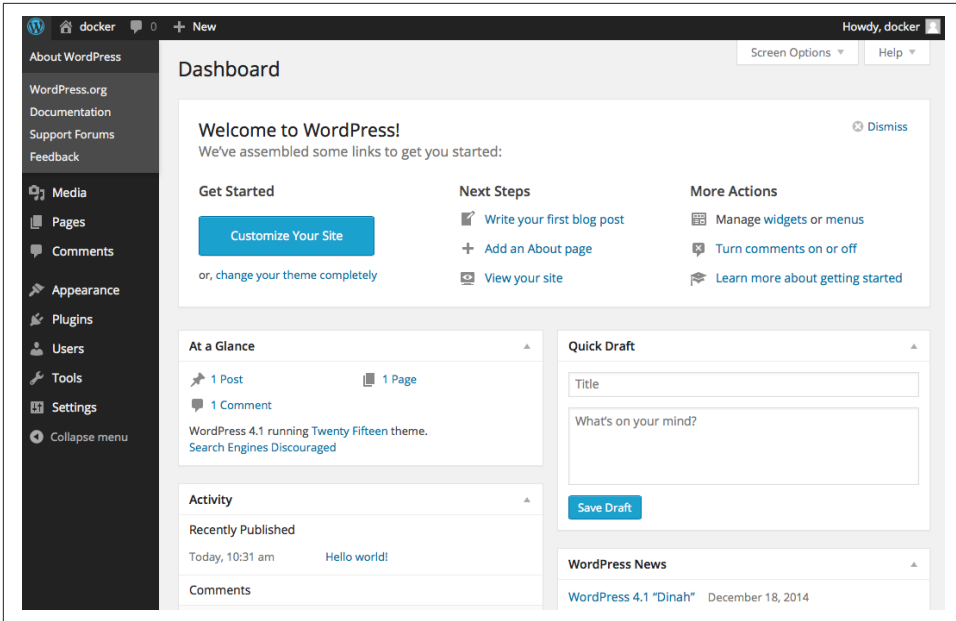 docker 0 + New Howdy, docker
About WordPress
WordPress.org
Documentation
Support Forums
Feedback
Media
Pages
Comments
Appearance
Plugins
Users
Tools
Settings
Collapse menu
Screen Options Help
Dashboard
Welcome to WordPress!
Dismiss
We've assembled some links to get you started:
Get Started
Customize Your Site
or, change your theme completely
Next Steps
Write your first blog post
Add an About page
View your site
More Actions
Manage widgets or menus
Turn comments on or off
Learn more about getting started
At a Glance
1 Post 1 Page
1 Comment
WordPress 4.1 running Twenty Fifteen theme.
Search Engines Discouraged
Activity
Recently Published
Today, 10:31 am Hello world!
Comments
Quick Draft
Title
What's on your mind?
Save Draft
WordPress News
WordPress 4.1 “Dinah” December 18, 2014